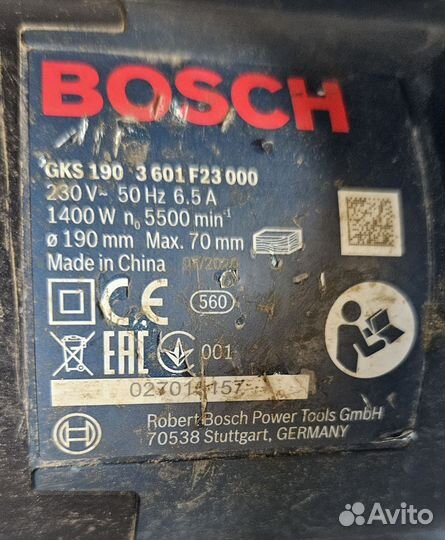 BOSCH
GKS 190 3 601 F23 000
230 V~ 50 Hz 6.5 A
1400 W n₀ 5500 min⁻¹
ø 190 mm Max. 70 mm
Made in China
CE 560
EAC 001
Robert Bosch Power Tools GmbH
70538 Stuttgart, GERMANY
Avito